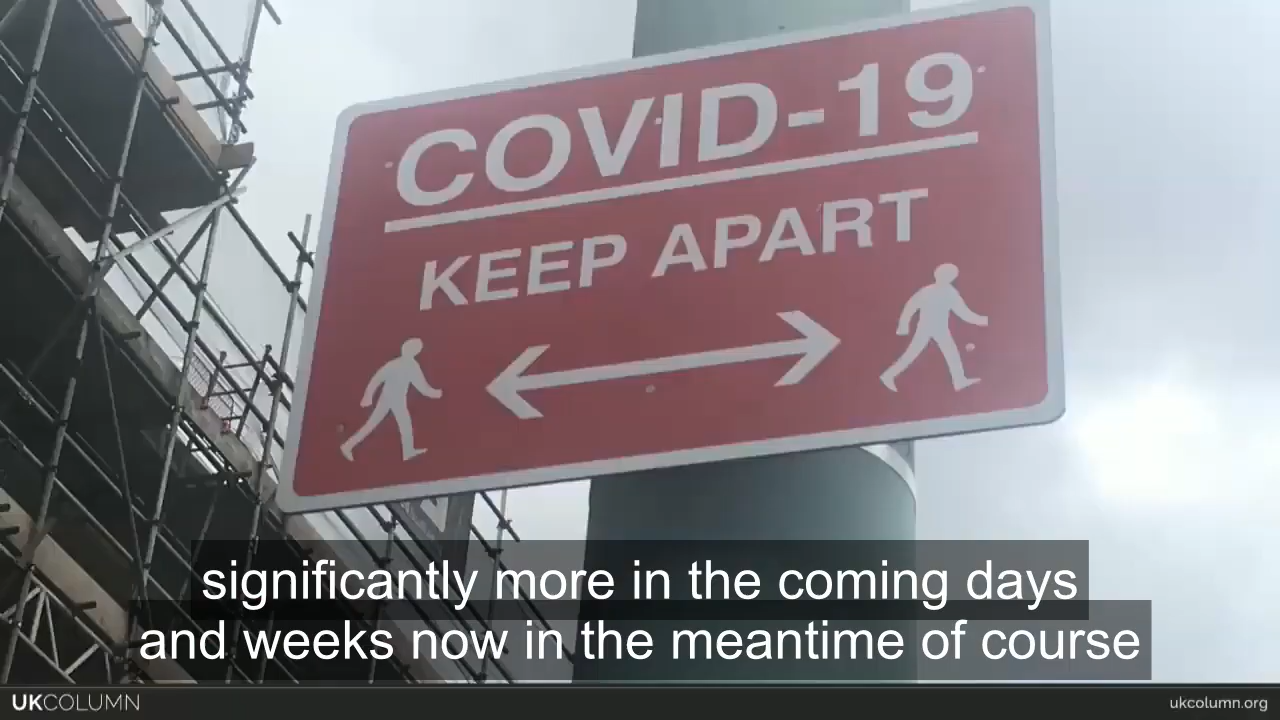 COVID-19
KEEP APART
significantly more in the coming days
and weeks now in the meantime of course
UKCOLUMN
ukcolumn.org